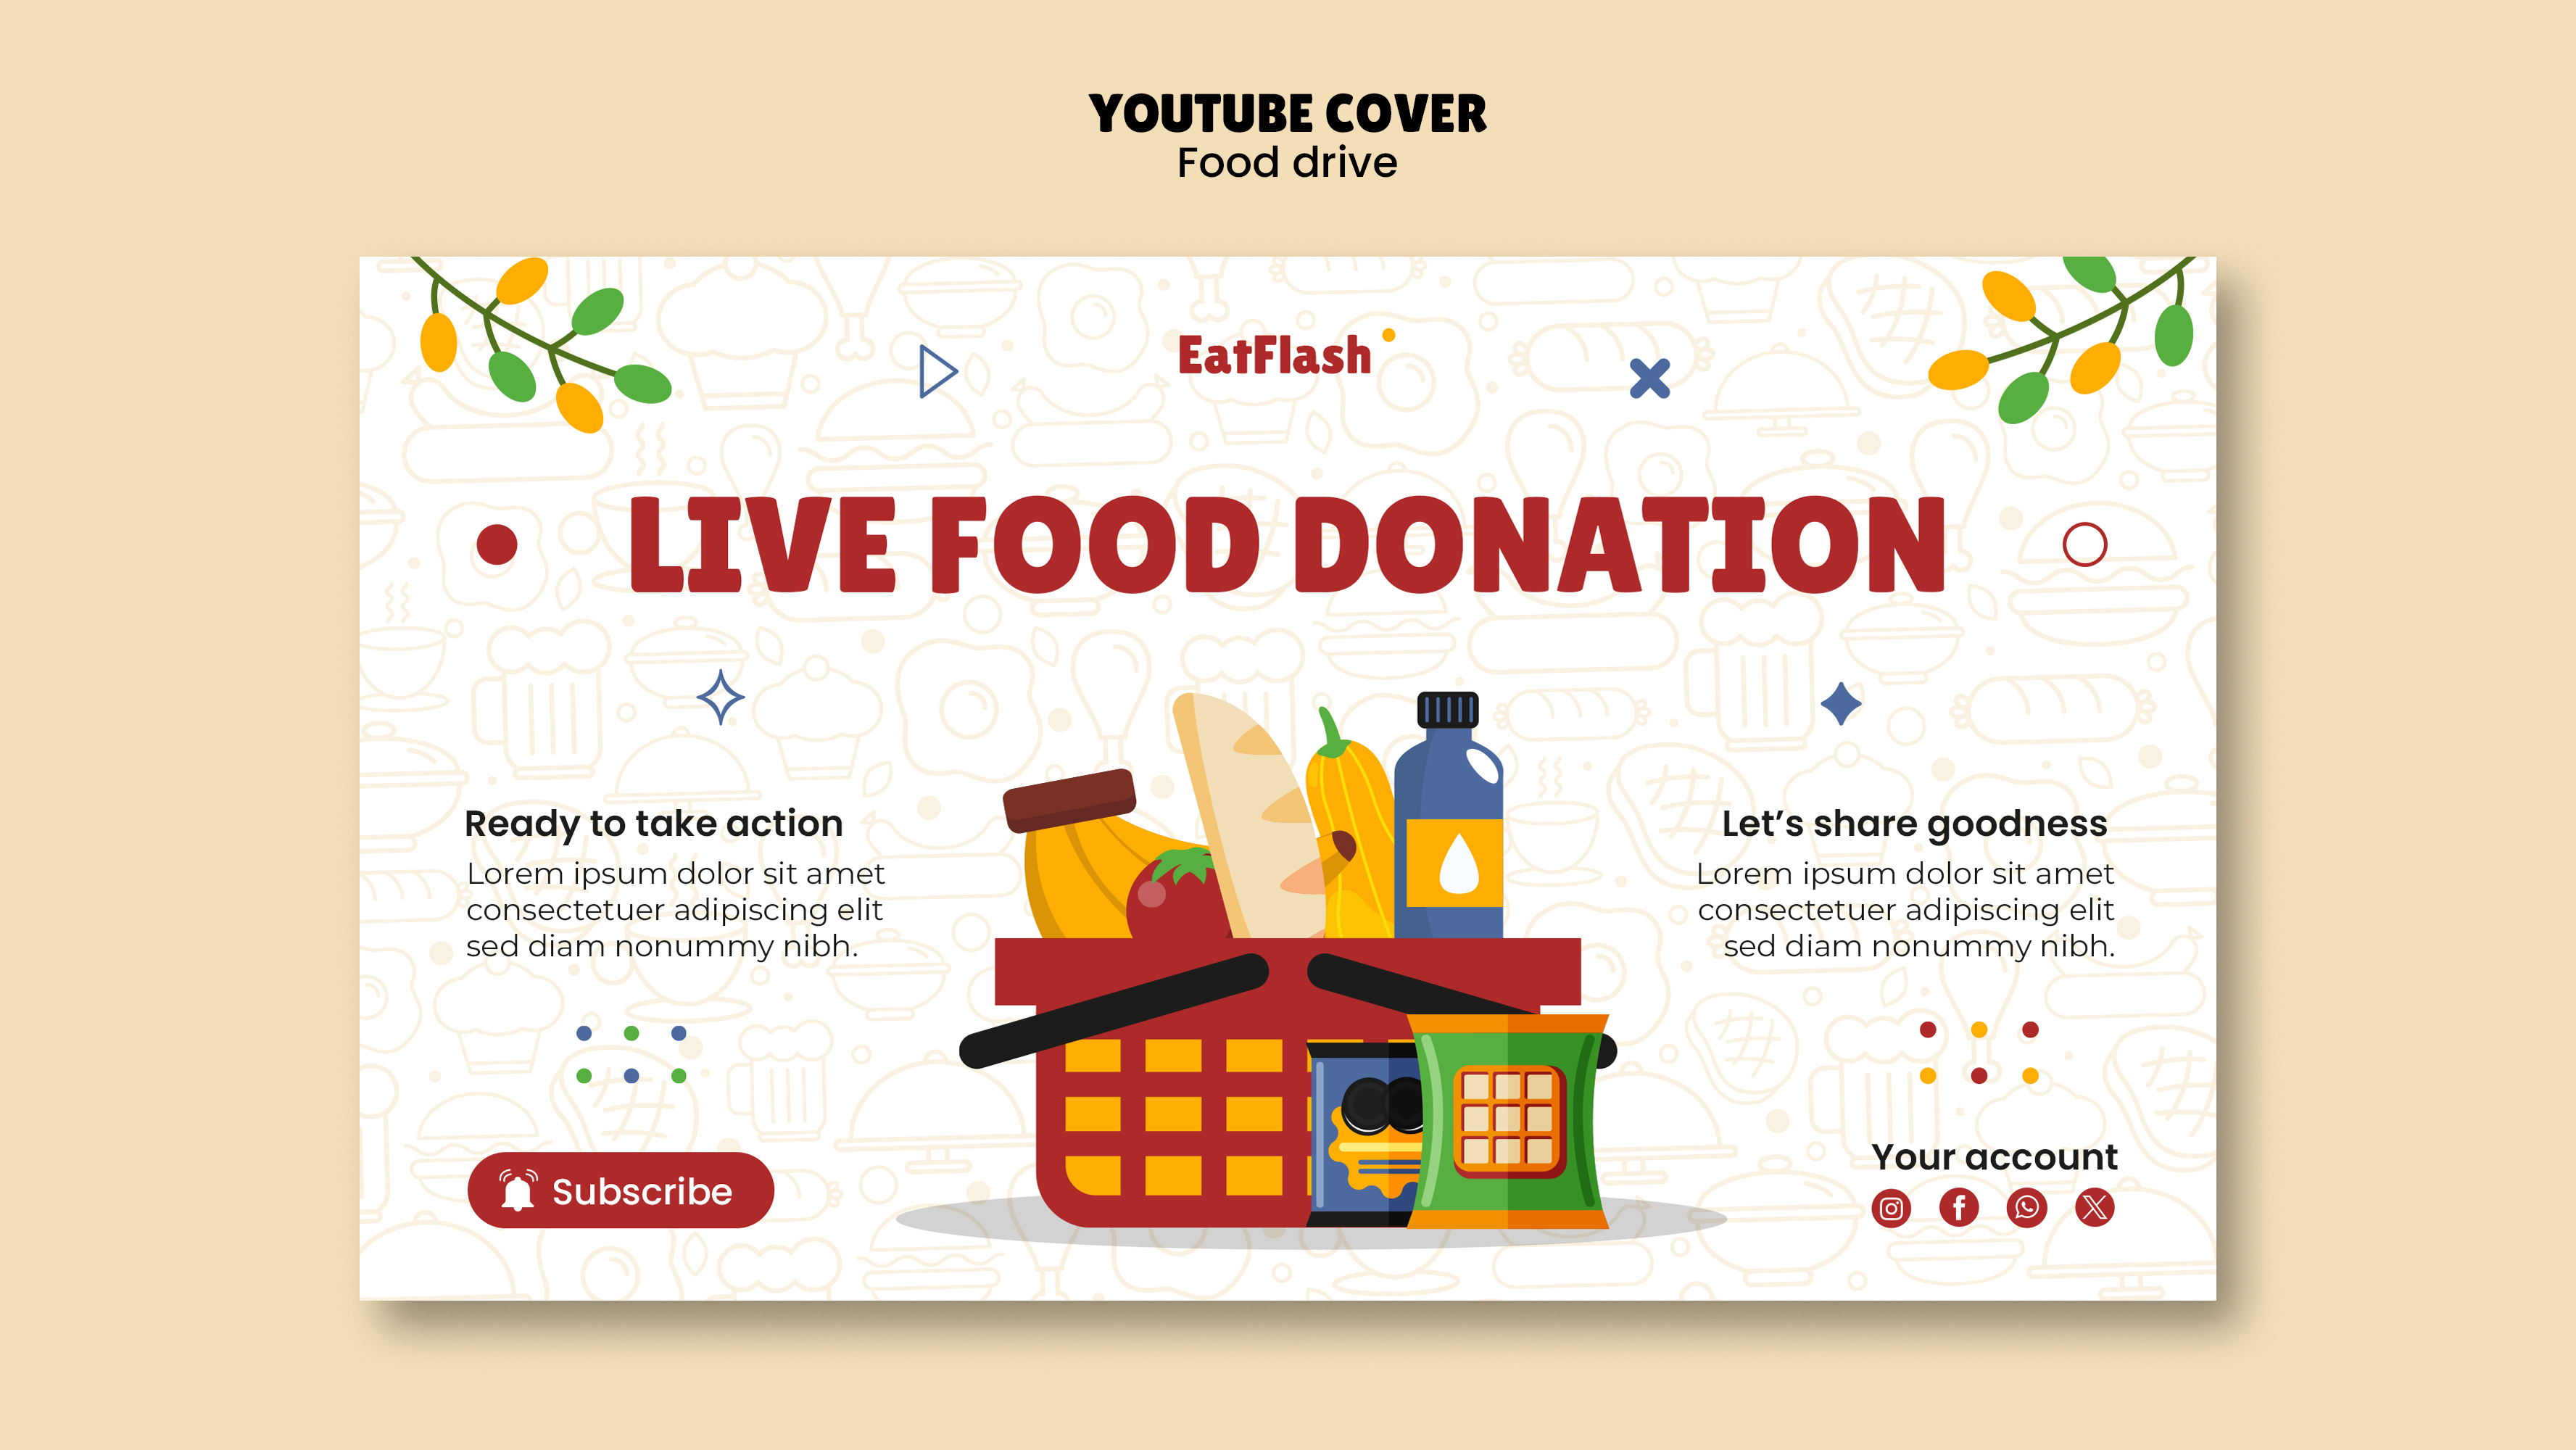 YOUTUBE COVER
Food drive
EatFlash
LIVE FOOD DONATION
Ready to take action
Lorem ipsum dolor sit amet
consectetuer adipiscing elit
sed diam nonummy nibh.
Let’s share goodness
Lorem ipsum dolor sit amet
consectetuer adipiscing elit
sed diam nonummy nibh.
Subscribe
Your account